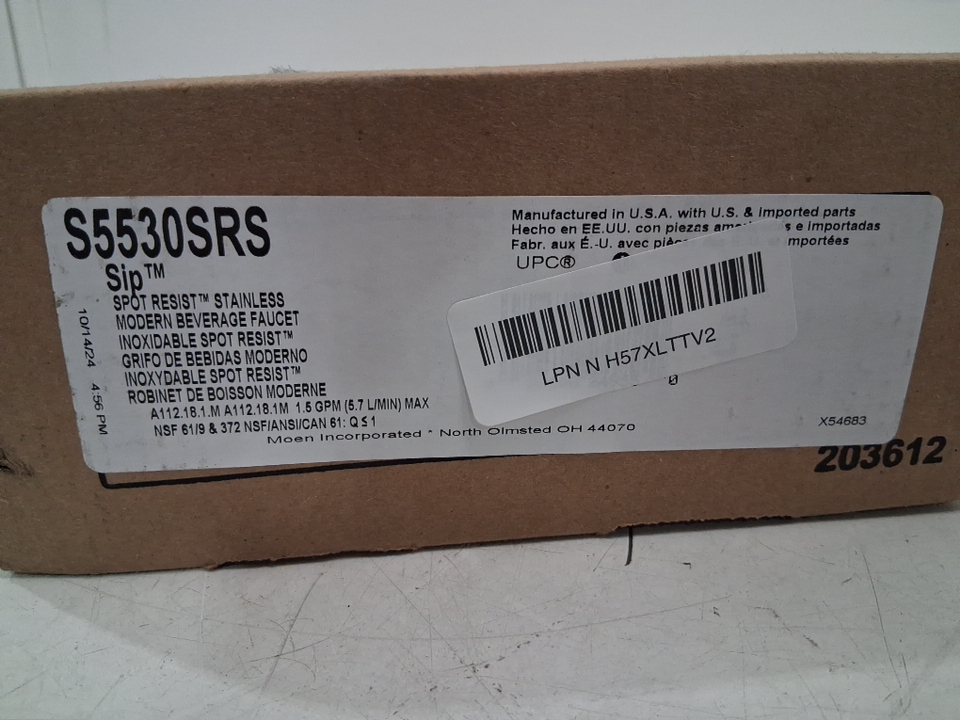 S5530SRS
Sip™
SPOT RESIST™ STAINLESS
MODERN BEVERAGE FAUCET
INOXIDABLE SPOT RESIST™
GRIFO DE BEBIDAS MODERNO
INOXYDABLE SPOT RESIST™
ROBINET DE BOISSON MODERNE
A112.18.1.M A112.18.1M 1.5 GPM (5.7 L/MIN) MAX
NSF 61/9 & 372 NSF/ANSI/CAN 61: Q ≤ 1
Moen Incorporated * North Olmsted OH 44070
10/14/24 4:56 PM
Manufactured in U.S.A. with U.S. & Imported parts
Hecho en EE.UU. con piezas e importadas
Fabr. aux É.-U. avec
UPC®
LPN N H57XLTTV2
0
X54683
203612